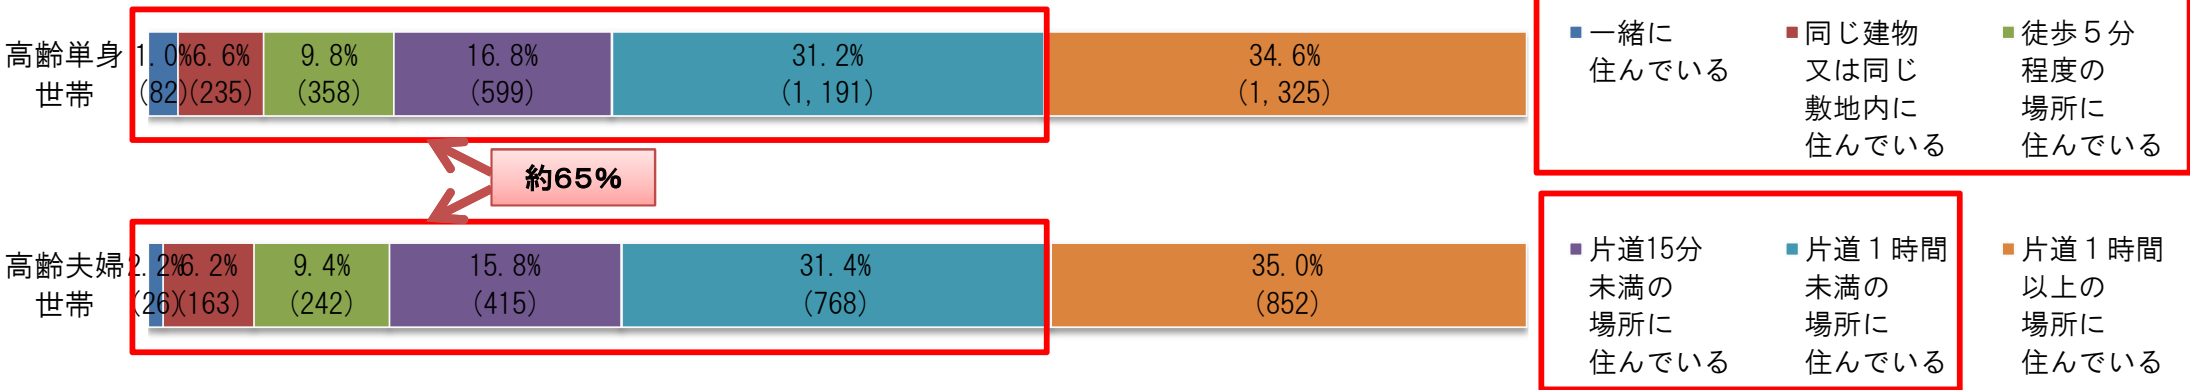 高齢単身
世帯
1.0%
(82)
6.6%
(235)
9.8%
(358)
16.8%
(599)
31.2%
(1,191)
34.6%
(1,325)
約65%
高齢夫婦
世帯
2.2%
(26)
6.2%
(163)
9.4%
(242)
15.8%
(415)
31.4%
(768)
35.0%
(852)
一緒に
住んでいる
同じ建物
又は同じ
敷地内に
住んでいる
徒歩５分
程度の
場所に
住んでいる
片道15分
未満の
場所に
住んでいる
片道１時間
未満の
場所に
住んでいる
片道１時間
以上の
場所に
住んでいる